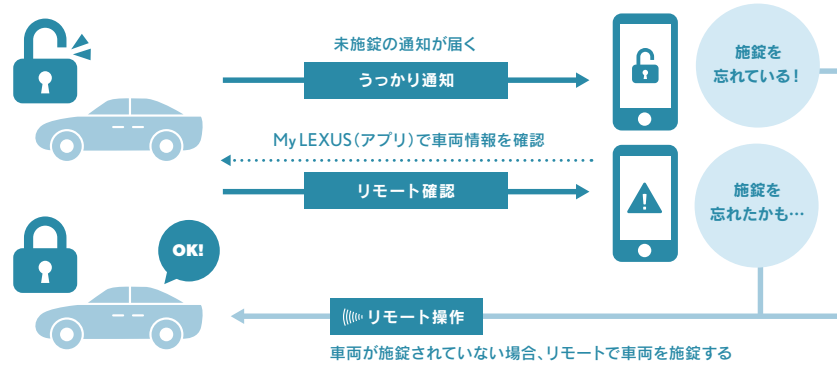 未施錠の通知が届く
うっかり通知
施錠を
忘れている!
My LEXUS(アプリ)で車両情報を確認
リモート確認
施錠を
忘れたかも…
OK!
リモート操作
車両が施錠されていない場合、リモートで車両を施錠する